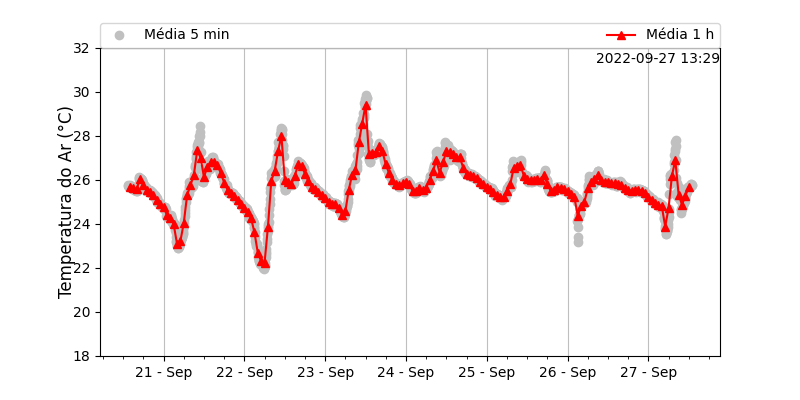 Média 5 min
Média 1 h
2022-09-27 13:29
Temperatura do Ar (°C)
32
30
28
26
24
22
20
18
21 - Sep
22 - Sep
23 - Sep
24 - Sep
25 - Sep
26 - Sep
27 - Sep